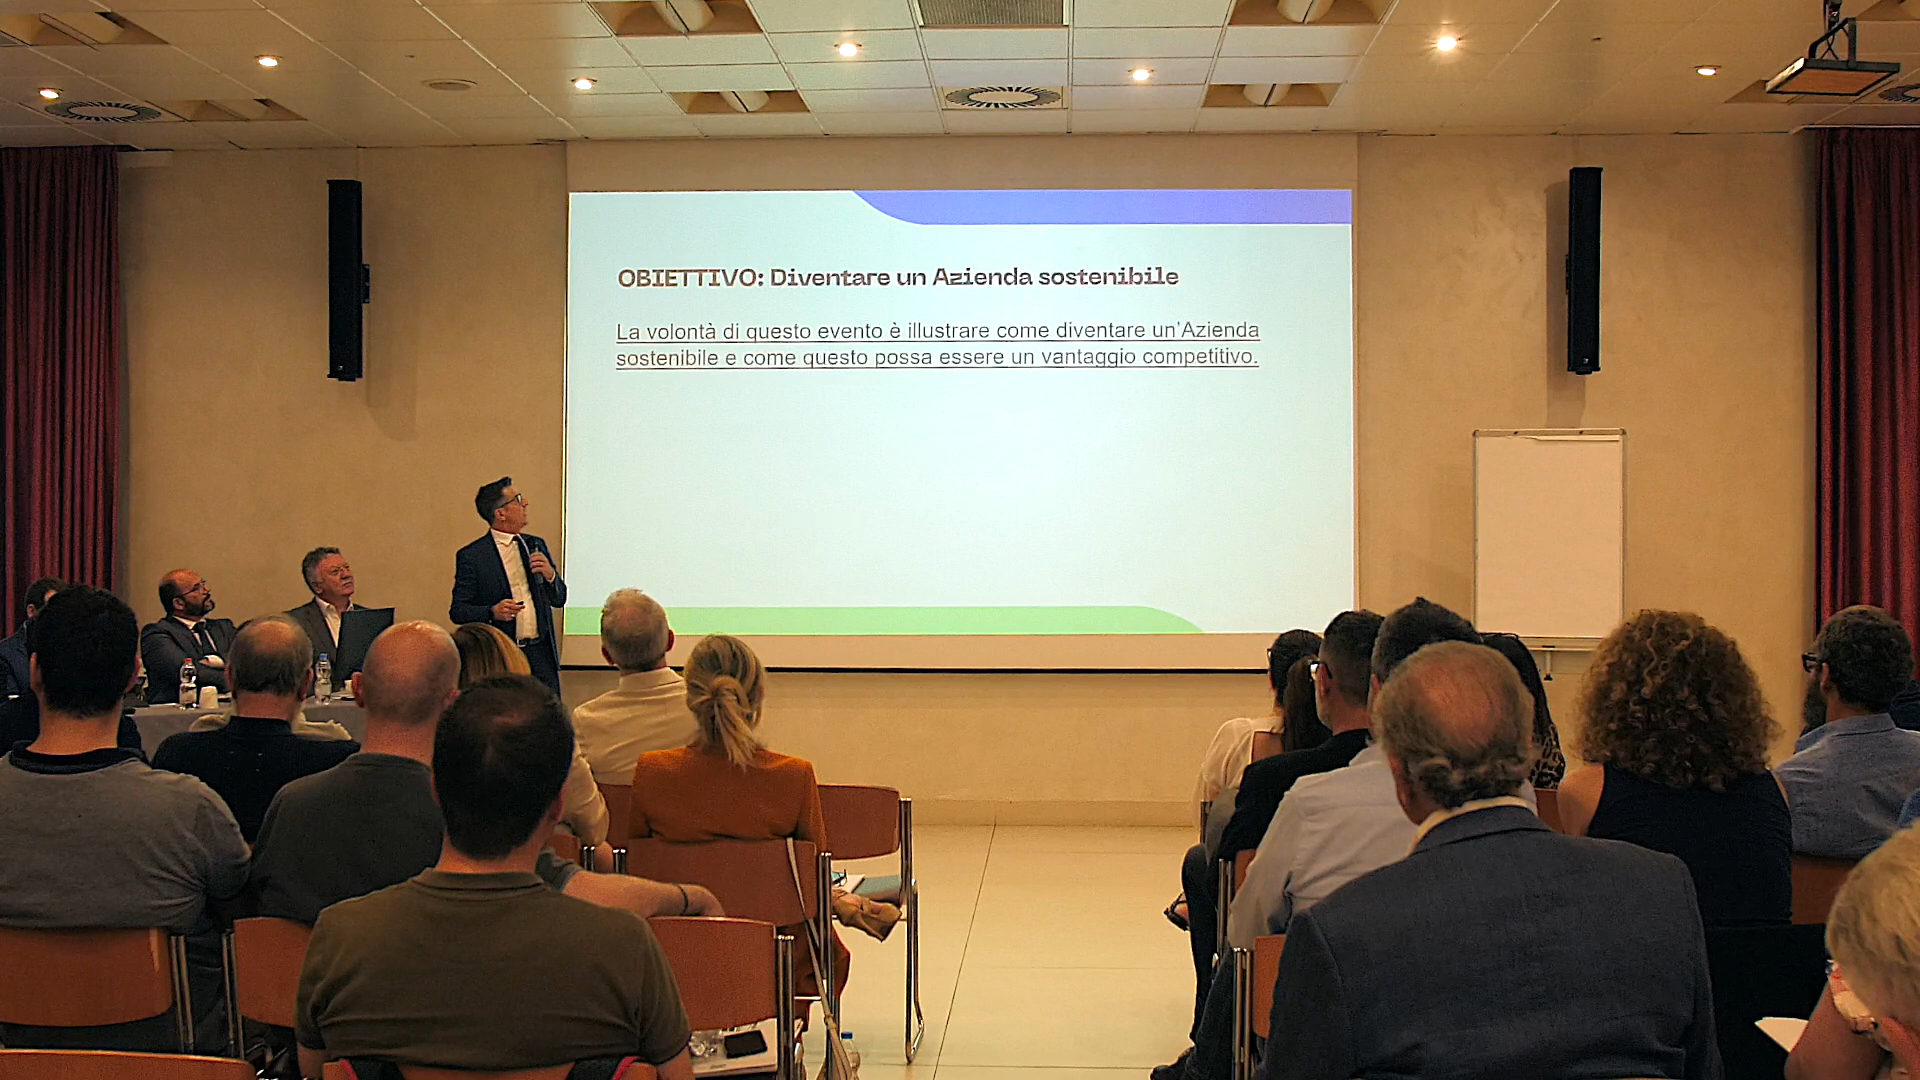 OBIETTIVO: Diventare un Azienda sostenibile
La volontà di questo evento è illustrare come diventare un'Azienda
sostenibile e come questo possa essere un vantaggio competitivo.